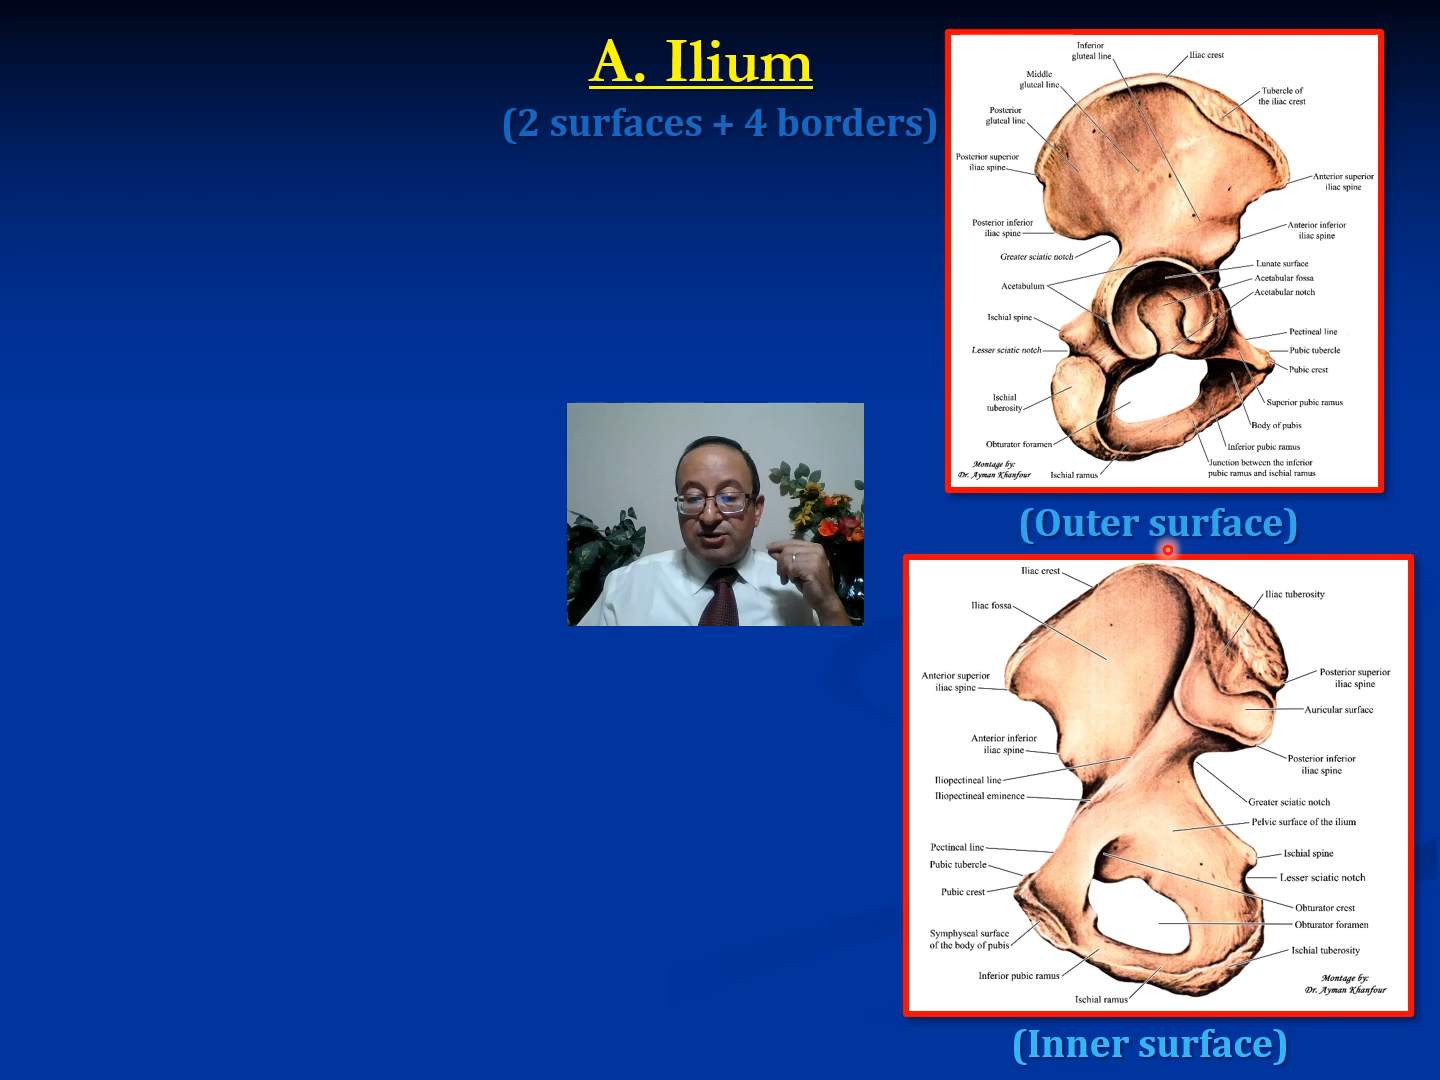 A. Ilium
(2 surfaces + 4 borders)
Inferior
gluteal line
Iliac crest
Middle
gluteal line
Tubercle of
the iliac crest
Posterior
gluteal line
Posterior superior
iliac spine
Anterior superior
iliac spine
Posterior inferior
iliac spine
Anterior inferior
iliac spine
Greater sciatic notch
Lunate surface
Acetabular fossa
Acetabulum
Acetabular notch
Ischial spine
Pectineal line
Lesser sciatic notch
Pubic tubercle
Pubic crest
Ischial
tuberosity
Superior pubic ramus
Body of pubis
Obturator foramen
Inferior pubic ramus
Junction between the inferior
pubic ramus and ischial ramus
Montage by:
Dr. Ayman Khanfour
Ischial ramus
(Outer surface)
Iliac crest
Iliac tuberosity
Iliac fossa
Anterior superior
iliac spine
Posterior superior
iliac spine
Auricular surface
Anterior inferior
iliac spine
Posterior inferior
iliac spine
Iliopectineal line
Iliopectineal eminence
Greater sciatic notch
Pelvic surface of the ilium
Pectineal line
Ischial spine
Pubic tubercle
Lesser sciatic notch
Pubic crest
Obturator crest
Obturator foramen
Symphyseal surface
of the body of pubis
Ischial tuberosity
Inferior pubic ramus
Montage by:
Dr. Ayman Khanfour
Ischial ramus
(Inner surface)